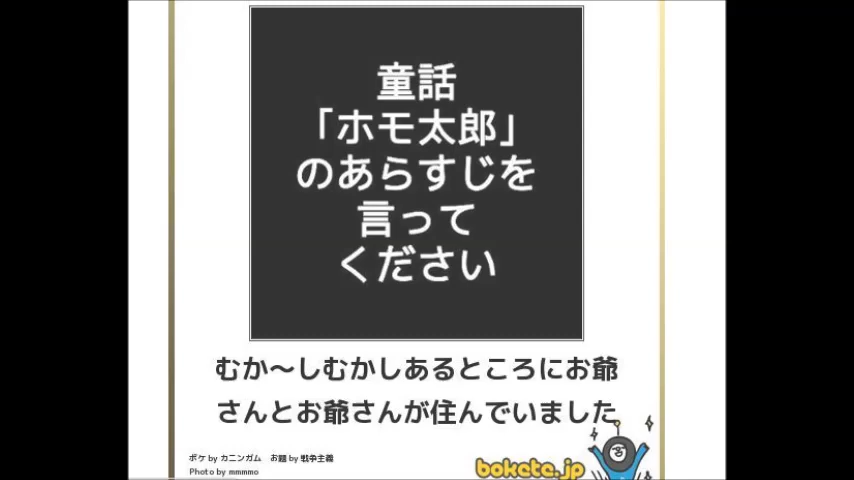 童話
「ホモ太郎」
のあらすじを
言って
ください
むか〜しむかしあるところにお爺
さんとお爺さんが住んでいました
ボケ by カニンガム お題 by 戦争主義
Photo by mmmmo
bokete.jp